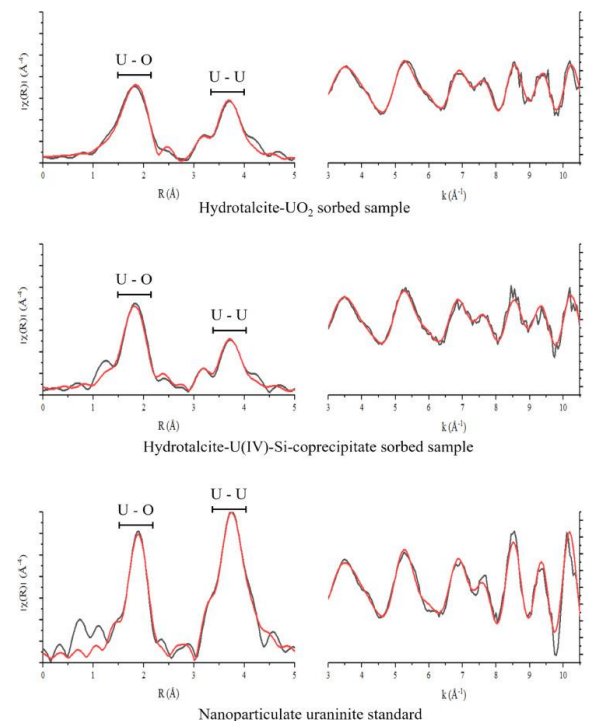 U - O
U - U
|χ(R)| (Å⁻⁴)
0 1 2 3 4 5
3 4 5 6 7 8 9 10
R (Å)
k (Å⁻¹)
Hydrotalcite-UO₂ sorbed sample
U - O
U - U
|χ(R)| (Å⁻⁴)
0 1 2 3 4 5
3 4 5 6 7 8 9 10
R (Å)
k (Å⁻¹)
Hydrotalcite-U(IV)-Si-coprecipitate sorbed sample
U - O
U - U
|χ(R)| (Å⁻⁴)
0 1 2 3 4 5
3 4 5 6 7 8 9 10
R (Å)
k (Å⁻¹)
Nanoparticulate uraninite standard